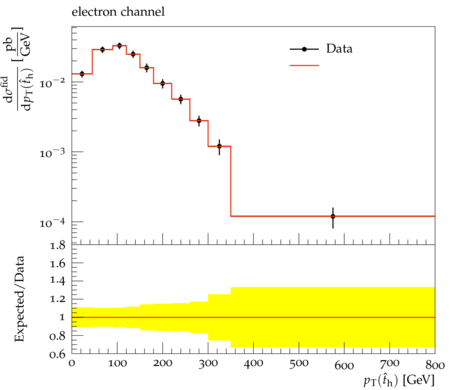 electron channel
dσ^fid / dp_T(t̂_h) [pb / GeV]
Data
10^−2
10^−3
10^−4
1.8
1.6
1.4
1.2
1
0.8
0.6
Expected/Data
0 100 200 300 400 500 600 700 800
p_T(t̂_h) [GeV]